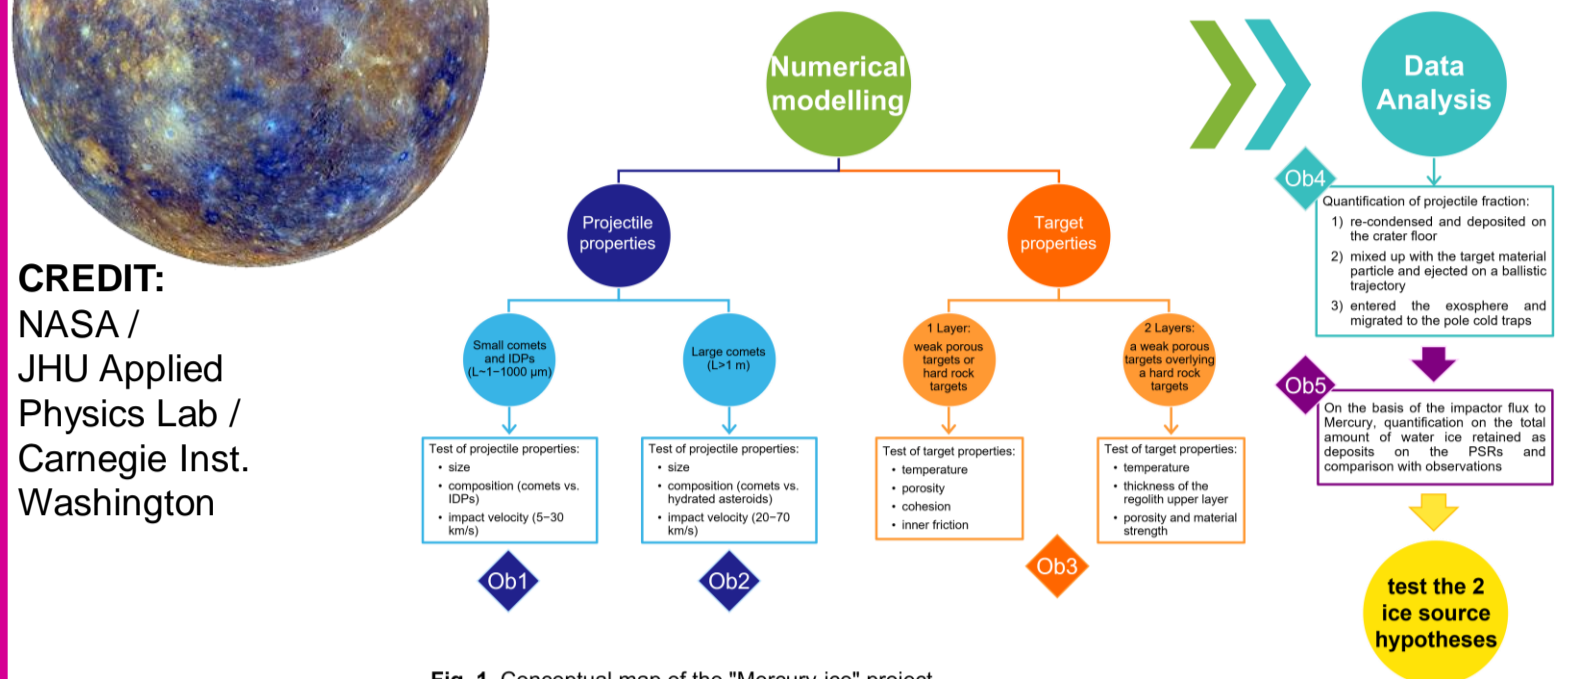 CREDIT:
NASA /
JHU Applied
Physics Lab /
Carnegie Inst.
Washington
Numerical
modelling
Projectile
properties
Target
properties
Small comets
and IDPs
(L~1−1000 μm)
Large comets
(L>1 m)
1 Layer:
weak porous
targets or
hard rock
targets
2 Layers:
a weak porous
targets overlying
a hard rock
targets
Test of projectile properties:
• size
• composition (comets vs.
IDPs)
• impact velocity (5−30
km/s)
Ob1
Test of projectile properties:
• size
• composition (comets vs.
hydrated asteroids)
• impact velocity (20−70
km/s)
Ob2
Test of target properties:
• temperature
• porosity
• cohesion
• inner friction
Test of target properties:
• temperature
• thickness of the
regolith upper layer
• porosity and material
strength
Ob3
Data
Analysis
Ob4
Quantification of projectile fraction:
1) re-condensed and deposited on
the crater floor
2) mixed up with the target material
particle and ejected on a ballistic
trajectory
3) entered the exosphere and
migrated to the pole cold traps
Ob5
On the basis of the impactor flux to
Mercury, quantification on the total
amount of water ice retained as
deposits on the PSRs and
comparison with observations
test the 2
ice source
hypotheses
Fig. 1. Conceptual map of the "Mercury ice" project